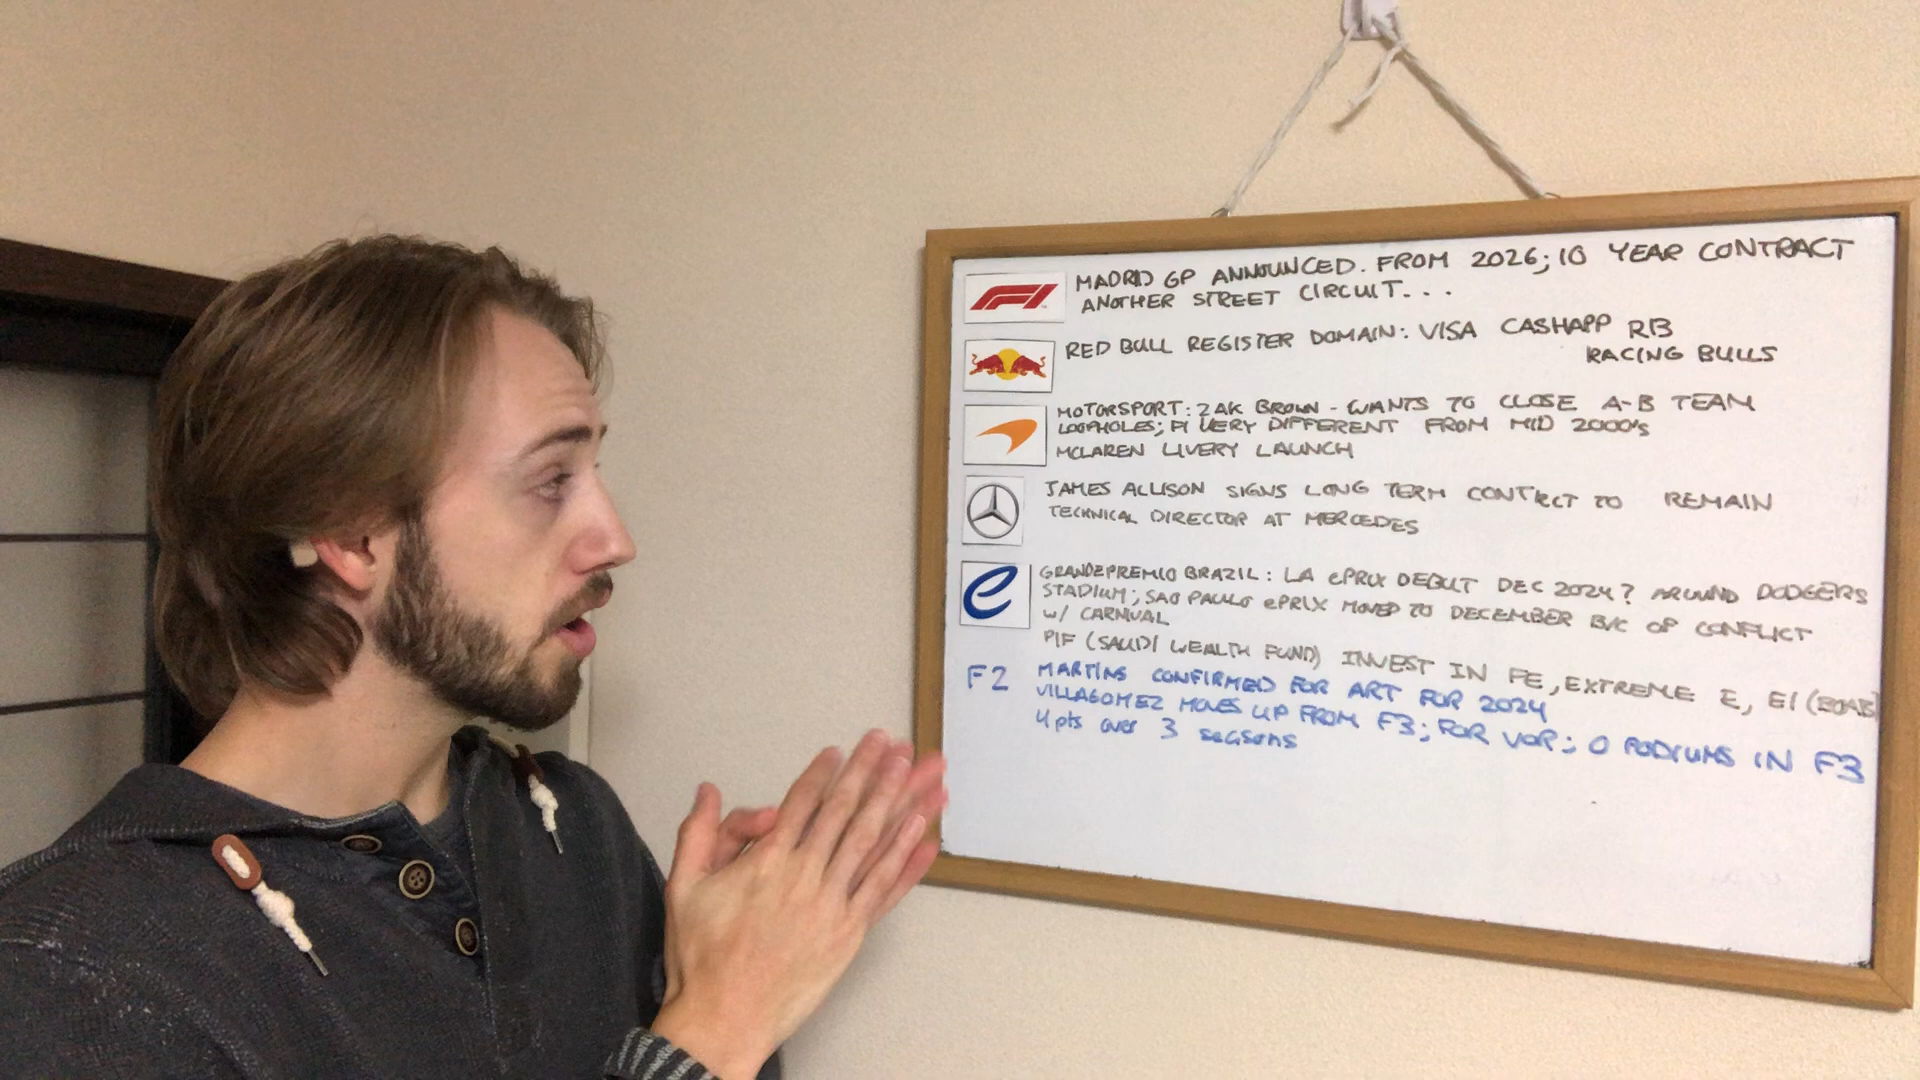 F1
MADRID GP ANNOUNCED. FROM 2026; 10 YEAR CONTRACT
ANOTHER STREET CIRCUIT...
RED BULL REGISTER DOMAIN: VISA CASHAPP RB
RACING BULLS
MOTORSPORT: ZAK BROWN - WANTS TO CLOSE A-B TEAM
LOOPHOLES; F1 VERY DIFFERENT FROM MID 2000's
MCLAREN LIVERY LAUNCH
JAMES ALLISON SIGNS LONG TERM CONTRCT TO REMAIN
TECHNICAL DIRECTOR AT MERCEDES
GRANDEPREMIO BRAZIL: LA ePRIX DEBUT DEC 2024? AROUND DODGERS
STADIUM; SAO PAULO ePRIX MOVED TO DECEMBER B/C OF CONFLICT
W/ CARNIVAL
PIF (SAUDI WEALTH FUND) INVEST IN FE, EXTREME E, E1
F2 MARTINS CONFIRMED FOR ART FOR 2024
VILLAGOMEZ MOVES UP FROM F3; FOR VAR; 0 PODIUMS IN F3
4pts over 3 seasons